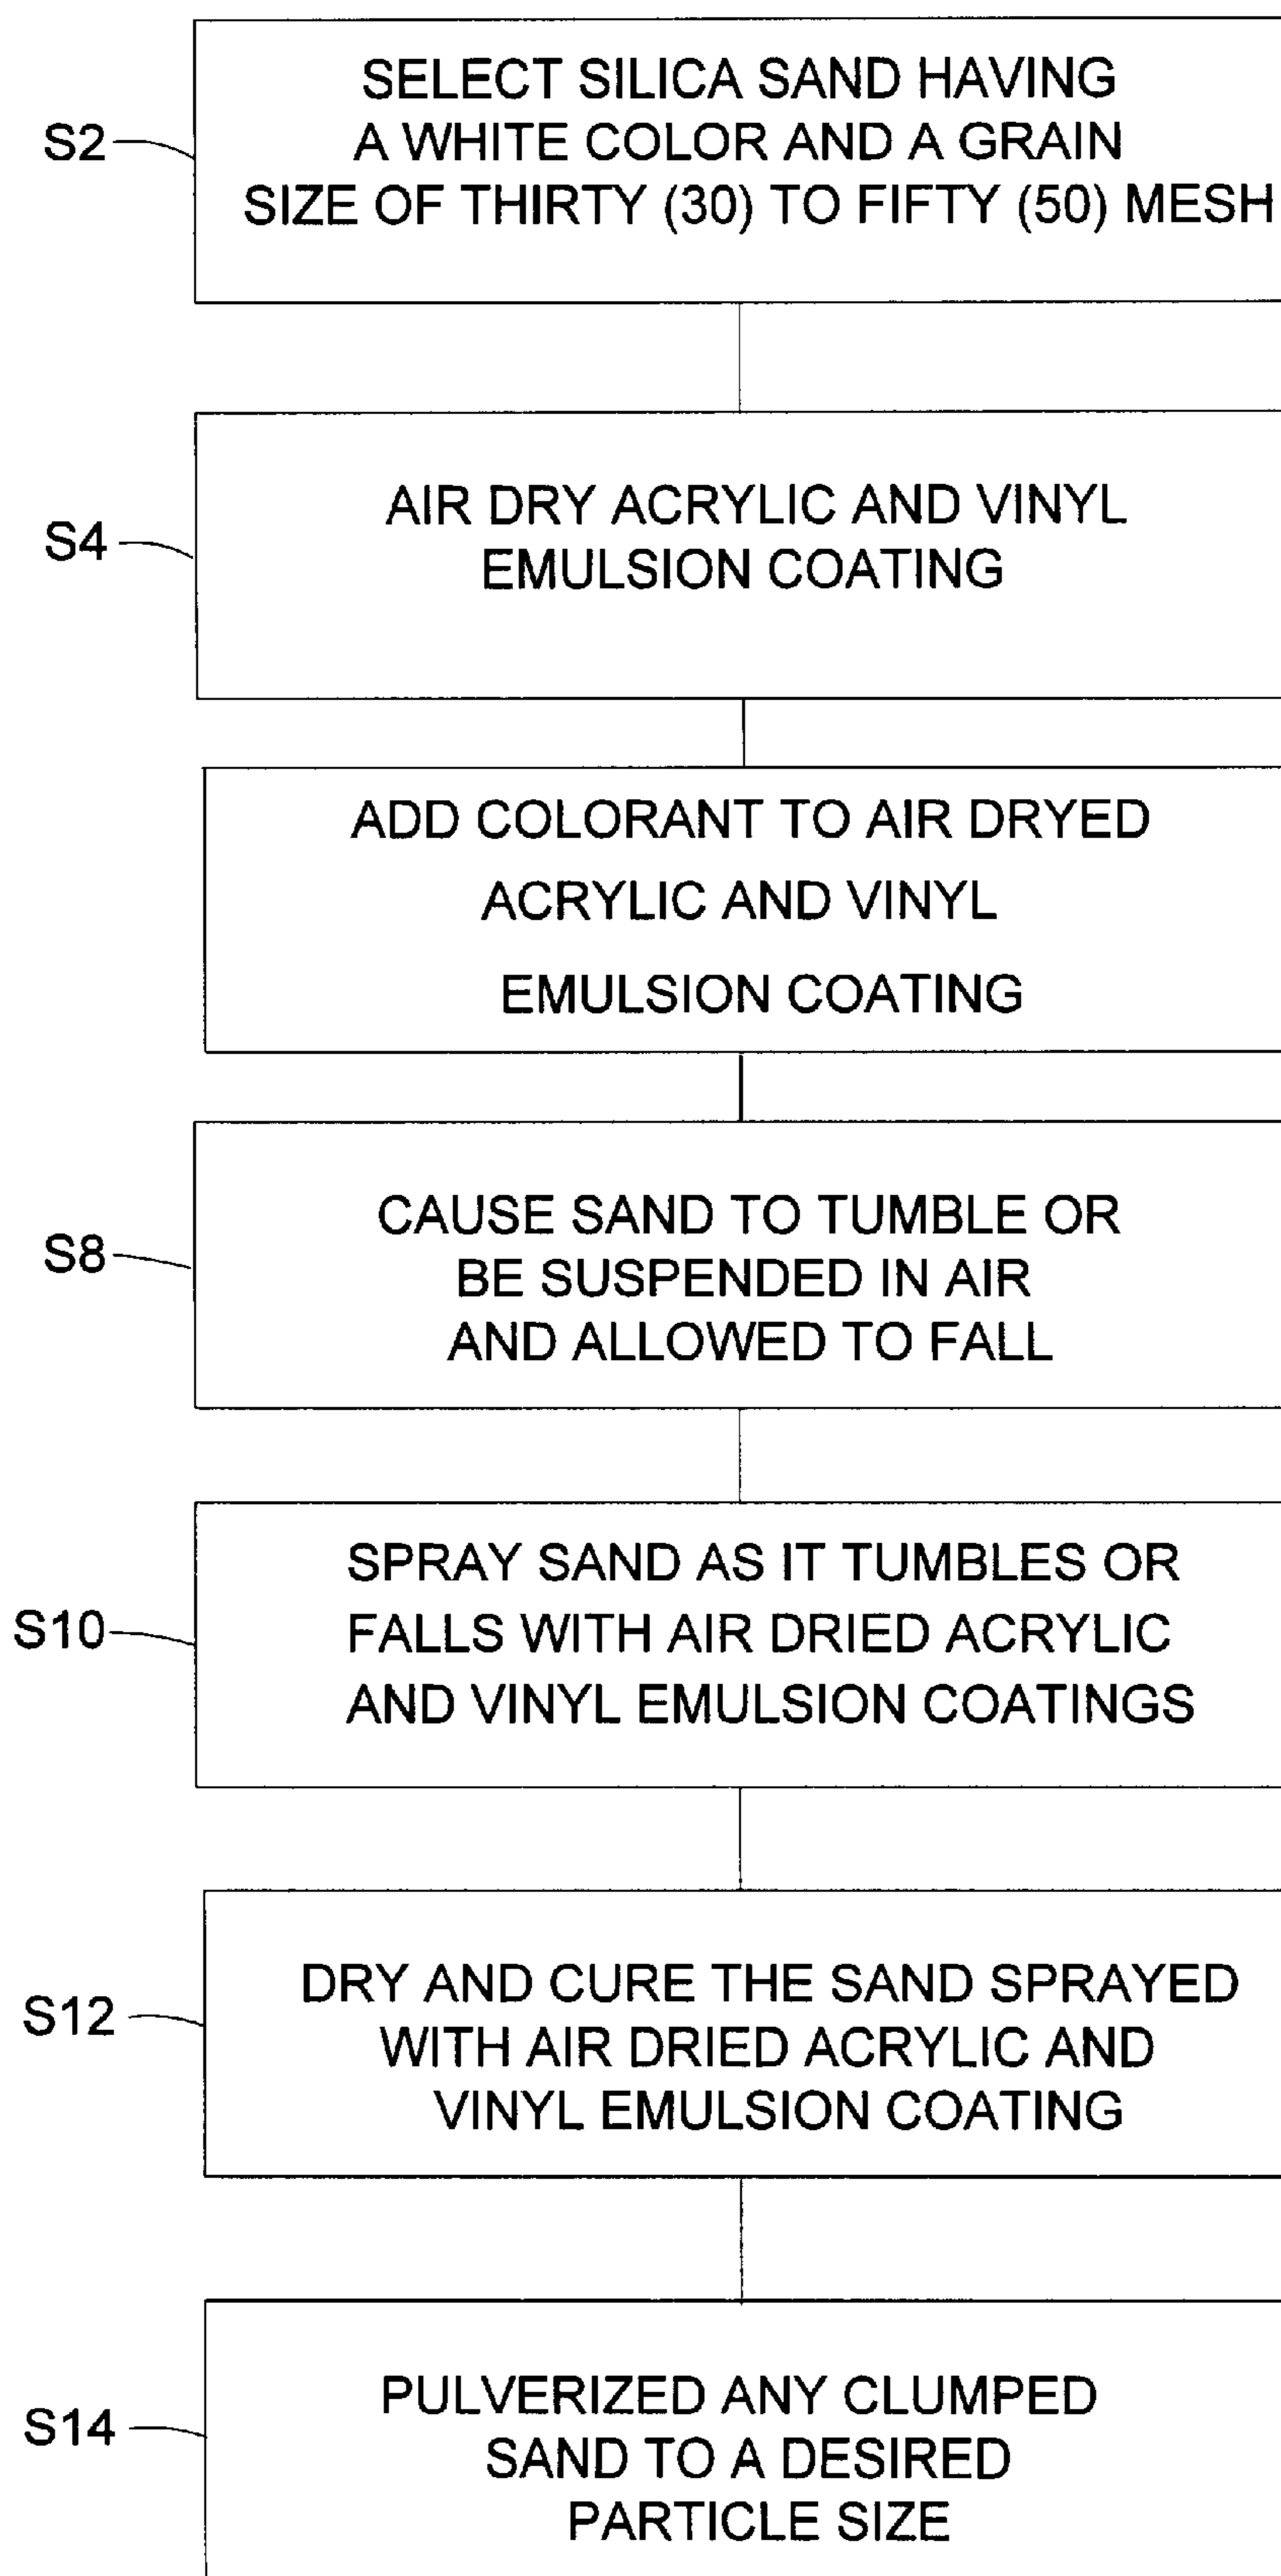 SELECT SILICA SAND HAVING
S2 A WHITE COLOR AND A GRAIN
SIZE OF THIRTY (30) TO FIFTY (50) MESH
AIR DRY ACRYLIC AND VINYL
S4 EMULSION COATING
ADD COLORANT TO AIR DRYED
ACRYLIC AND VINYL
EMULSION COATING
CAUSE SAND TO TUMBLE OR
S8 BE SUSPENDED IN AIR
AND ALLOWED TO FALL
SPRAY SAND AS IT TUMBLES OR
S10 FALLS WITH AIR DRIED ACRYLIC
AND VINYL EMULSION COATINGS
DRY AND CURE THE SAND SPRAYED
S12 WITH AIR DRIED ACRYLIC AND
VINYL EMULSION COATING
PULVERIZED ANY CLUMPED
S14 SAND TO A DESIRED
PARTICLE SIZE